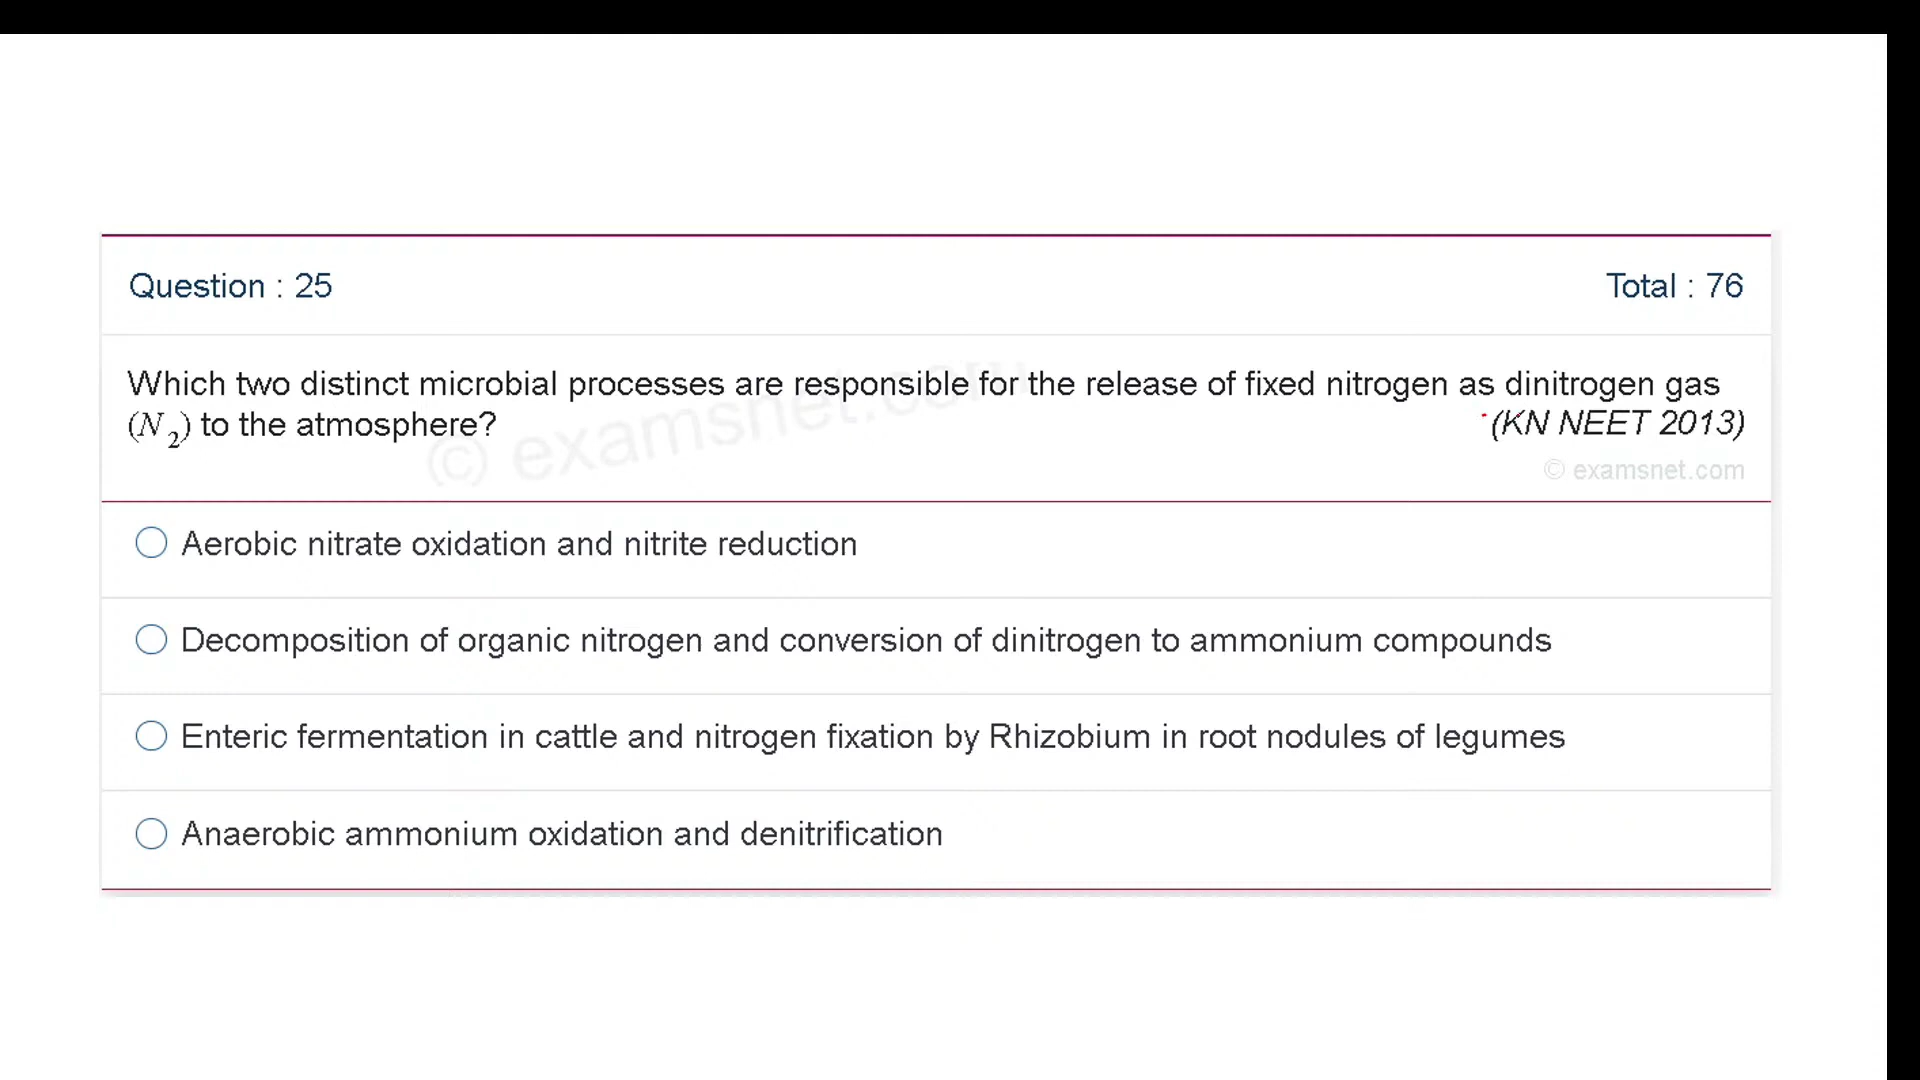 Question : 25
Total : 76
Which two distinct microbial processes are responsible for the release of fixed nitrogen as dinitrogen gas
(N₂) to the atmosphere?
(KN NEET 2013)
© examsnet.com
© examsnet.com
Aerobic nitrate oxidation and nitrite reduction
Decomposition of organic nitrogen and conversion of dinitrogen to ammonium compounds
Enteric fermentation in cattle and nitrogen fixation by Rhizobium in root nodules of legumes
Anaerobic ammonium oxidation and denitrification